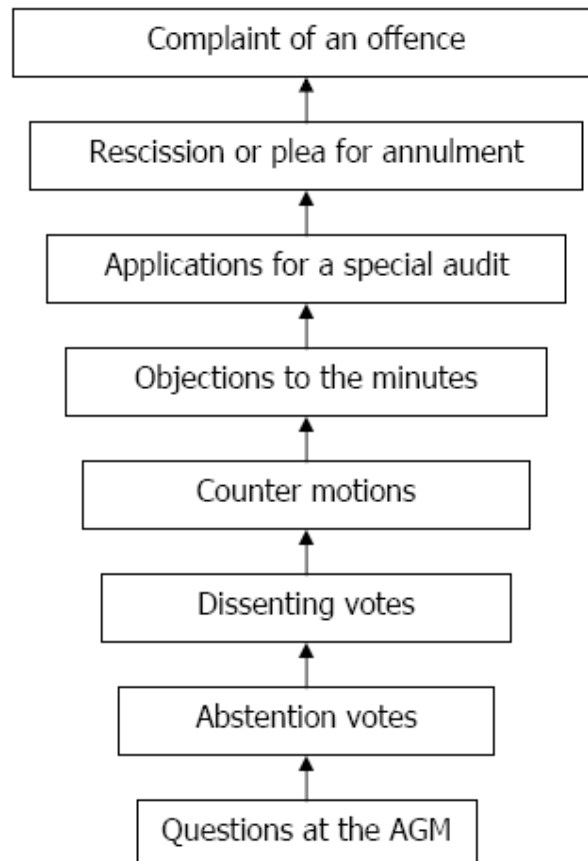 Complaint of an offence
Rescission or plea for annulment
Applications for a special audit
Objections to the minutes
Counter motions
Dissenting votes
Abstention votes
Questions at the AGM